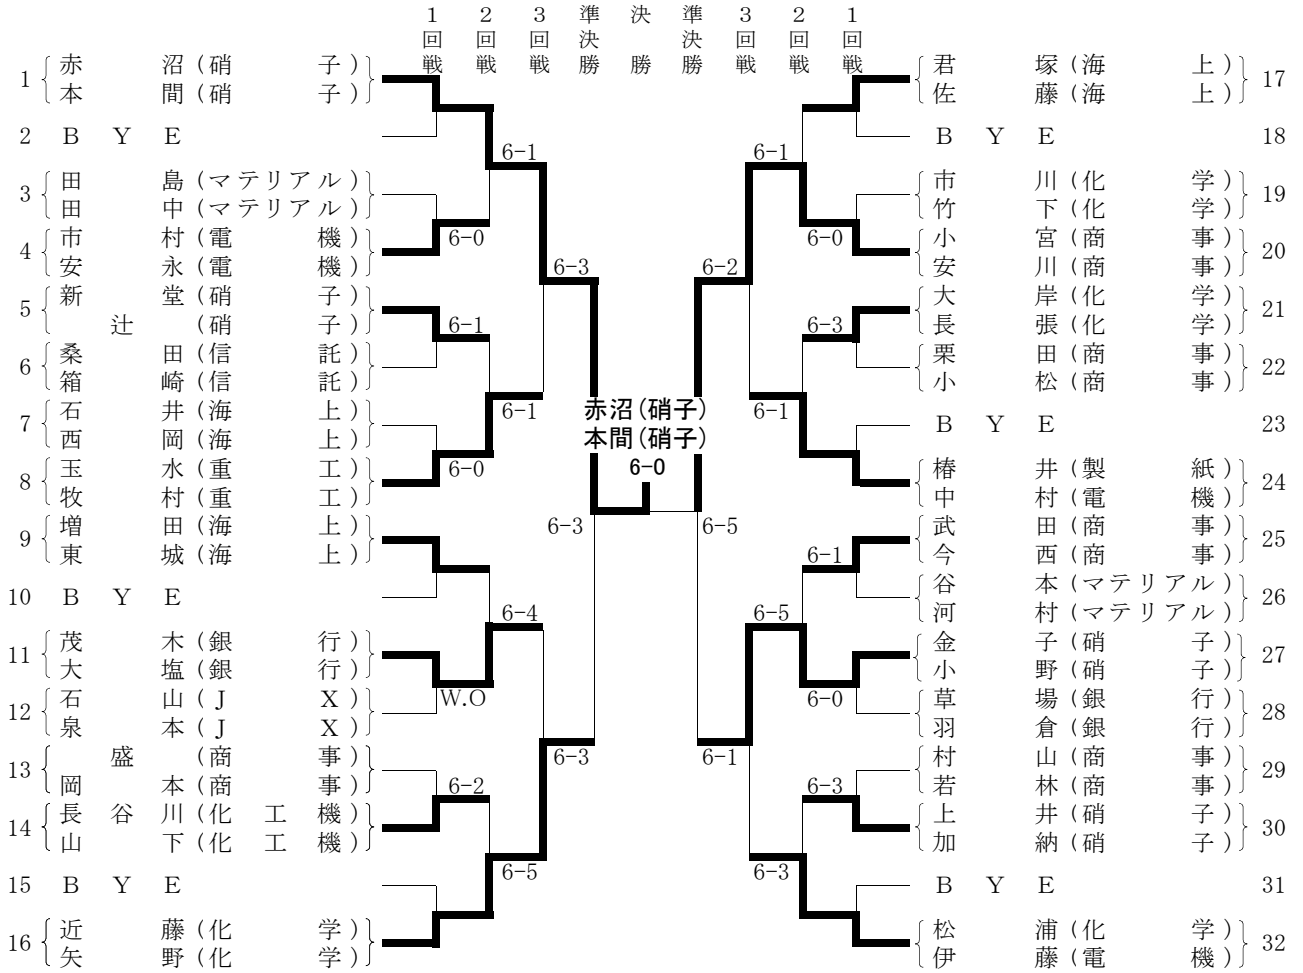 1回戦 2回戦 3回戦 準決勝 決勝 準決勝 3回戦 2回戦 1回戦
1 赤沼(硝子)
本間(硝子)
2 BYE
6-1
3 田島(マテリアル)
田中(マテリアル)
6-0
4 市村(電機)
安永(電機)
6-3
5 新堂(硝子)
辻(硝子)
6-1
6 桑田(信託)
箱崎(信託)
6-1
7 石井(海上)
西岡(海上)
6-0
8 玉水(重工)
牧村(重工)
6-3
9 増田(海上)
東城(海上)
10 BYE
6-4
11 茂木(銀行)
大塩(銀行)
W.O
12 石山(JX)
泉本(JX)
6-3
13 盛(商事)
岡本(商事)
6-2
14 長谷川(化工機)
山下(化工機)
6-5
15 BYE
16 近藤(化学)
矢野(化学)
赤沼(硝子)
本間(硝子)
6-0
君塚(海上) 17
佐藤(海上)
BYE 18
6-1
市川(化学) 19
竹下(化学)
6-0
小宮(商事) 20
安川(商事)
6-2
大岸(化学) 21
長張(化学)
6-3
栗田(商事) 22
小松(商事)
6-1
BYE 23
椿井(製紙) 24
中村(電機)
6-5
武田(商事) 25
今西(商事)
6-1
谷本(マテリアル) 26
河村(マテリアル)
6-5
金子(硝子) 27
小野(硝子)
6-0
草場(銀行) 28
羽倉(銀行)
6-1
村山(商事) 29
若林(商事)
6-3
上井(硝子) 30
加納(硝子)
6-3
BYE 31
松浦(化学) 32
伊藤(電機)